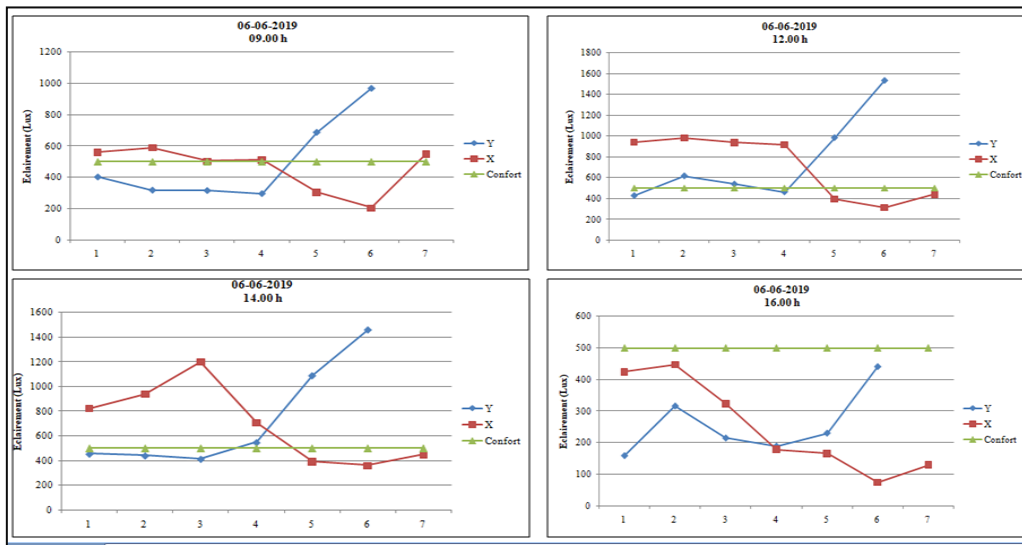 06-06-2019
09.00 h
Eclairement (Lux)
1200
1000
800
600
400
200
0
1 2 3 4 5 6 7
Y
X
Confort
06-06-2019
12.00 h
Eclairement (Lux)
1800
1600
1400
1200
1000
800
600
400
200
0
1 2 3 4 5 6 7
Y
X
Confort
06-06-2019
14.00 h
Eclairement (Lux)
1600
1400
1200
1000
800
600
400
200
0
1 2 3 4 5 6 7
Y
X
Confort
06-06-2019
16.00 h
Eclairement (Lux)
600
500
400
300
200
100
0
1 2 3 4 5 6 7
Y
X
Confort